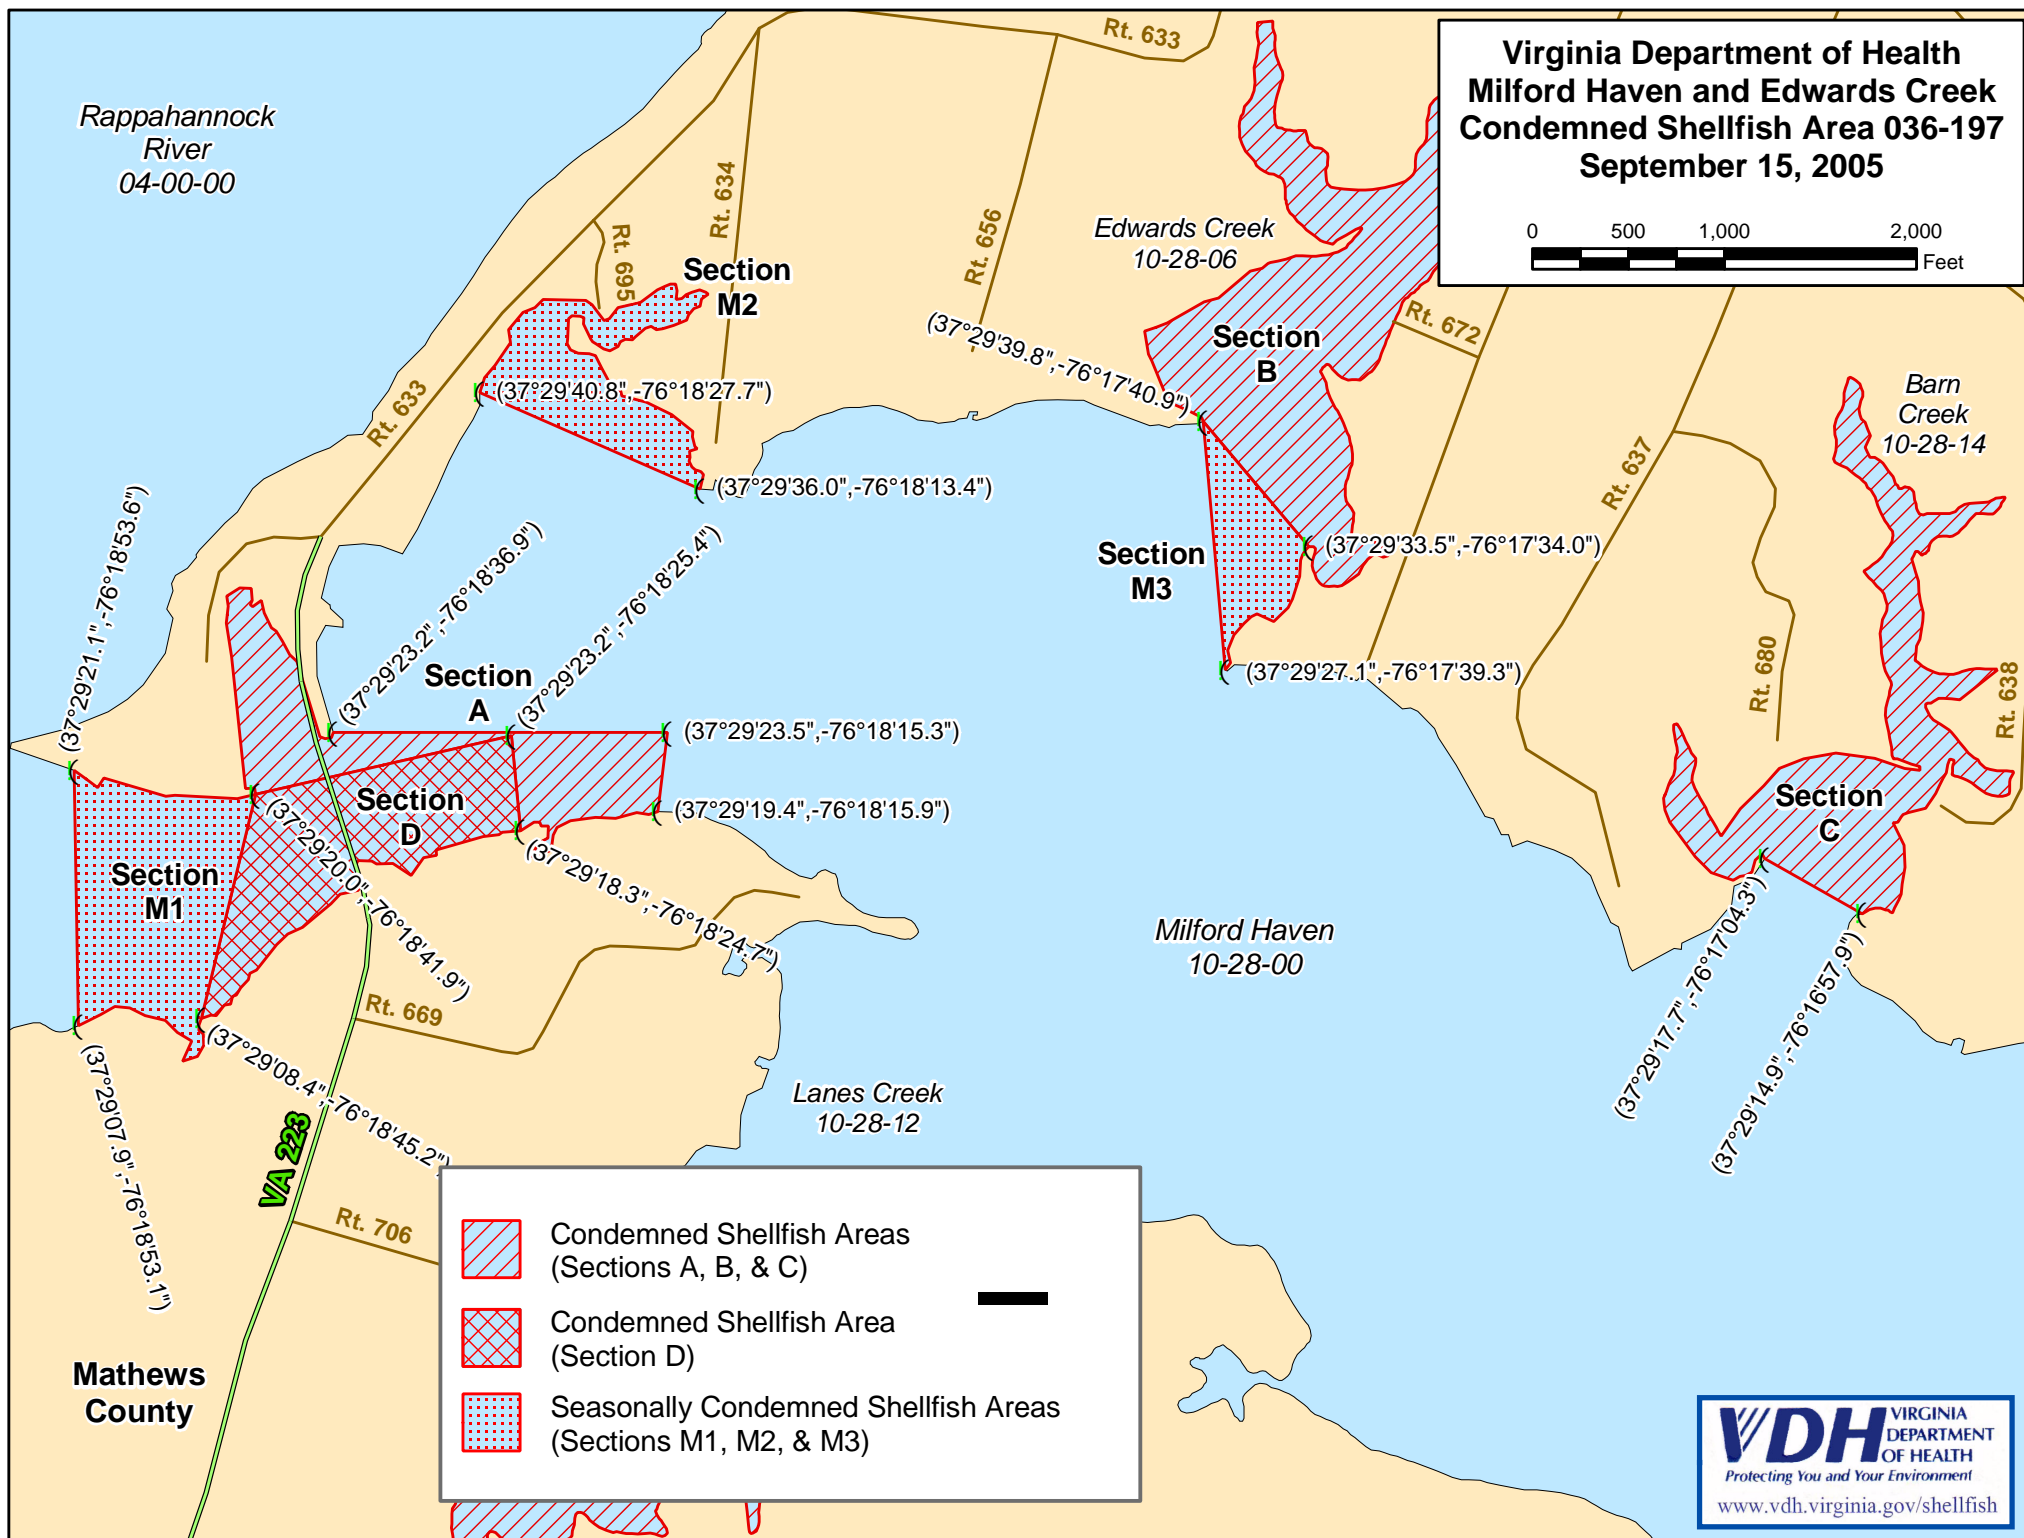 Virginia Department of Health
Milford Haven and Edwards Creek
Condemned Shellfish Area 036-197
September 15, 2005
0 500 1,000 2,000
Feet
Rappahannock
River
04-00-00
Rt. 633
Rt. 634
Rt. 695
Rt. 656
Section
M2
Edwards Creek
10-28-06
Section
B
Rt. 672
(37°29'39.8",-76°17'40.9")
(37°29'40.8",-76°18'27.7")
Rt. 633
Barn
Creek
10-28-14
Rt. 637
(37°29'36.0",-76°18'13.4")
(37°29'21.1",-76°18'53.6")
(37°29'23.2",-76°18'36.9")
(37°29'23.2",-76°18'25.4")
Section
M3
(37°29'33.5",-76°17'34.0")
(37°29'27.1",-76°17'39.3")
Rt. 680
Rt. 638
Section
A
(37°29'23.5",-76°18'15.3")
Section
D
(37°29'19.4",-76°18'15.9")
Section
C
Section
M1
(37°29'20.0",-76°18'41.9")
(37°29'18.3",-76°18'24.7")
Milford Haven
10-28-00
(37°29'17.7",-76°17'04.3")
(37°29'14.9",-76°16'57.9")
Rt. 669
(37°29'08.4",-76°18'45.2")
(37°29'07.9",-76°18'53.1")
Lanes Creek
10-28-12
VA 223
Rt. 706
Mathews
County
Condemned Shellfish Areas
(Sections A, B, & C)
Condemned Shellfish Area
(Section D)
Seasonally Condemned Shellfish Areas
(Sections M1, M2, & M3)
VDH
VIRGINIA
DEPARTMENT
OF HEALTH
Protecting You and Your Environment
www.vdh.virginia.gov/shellfish